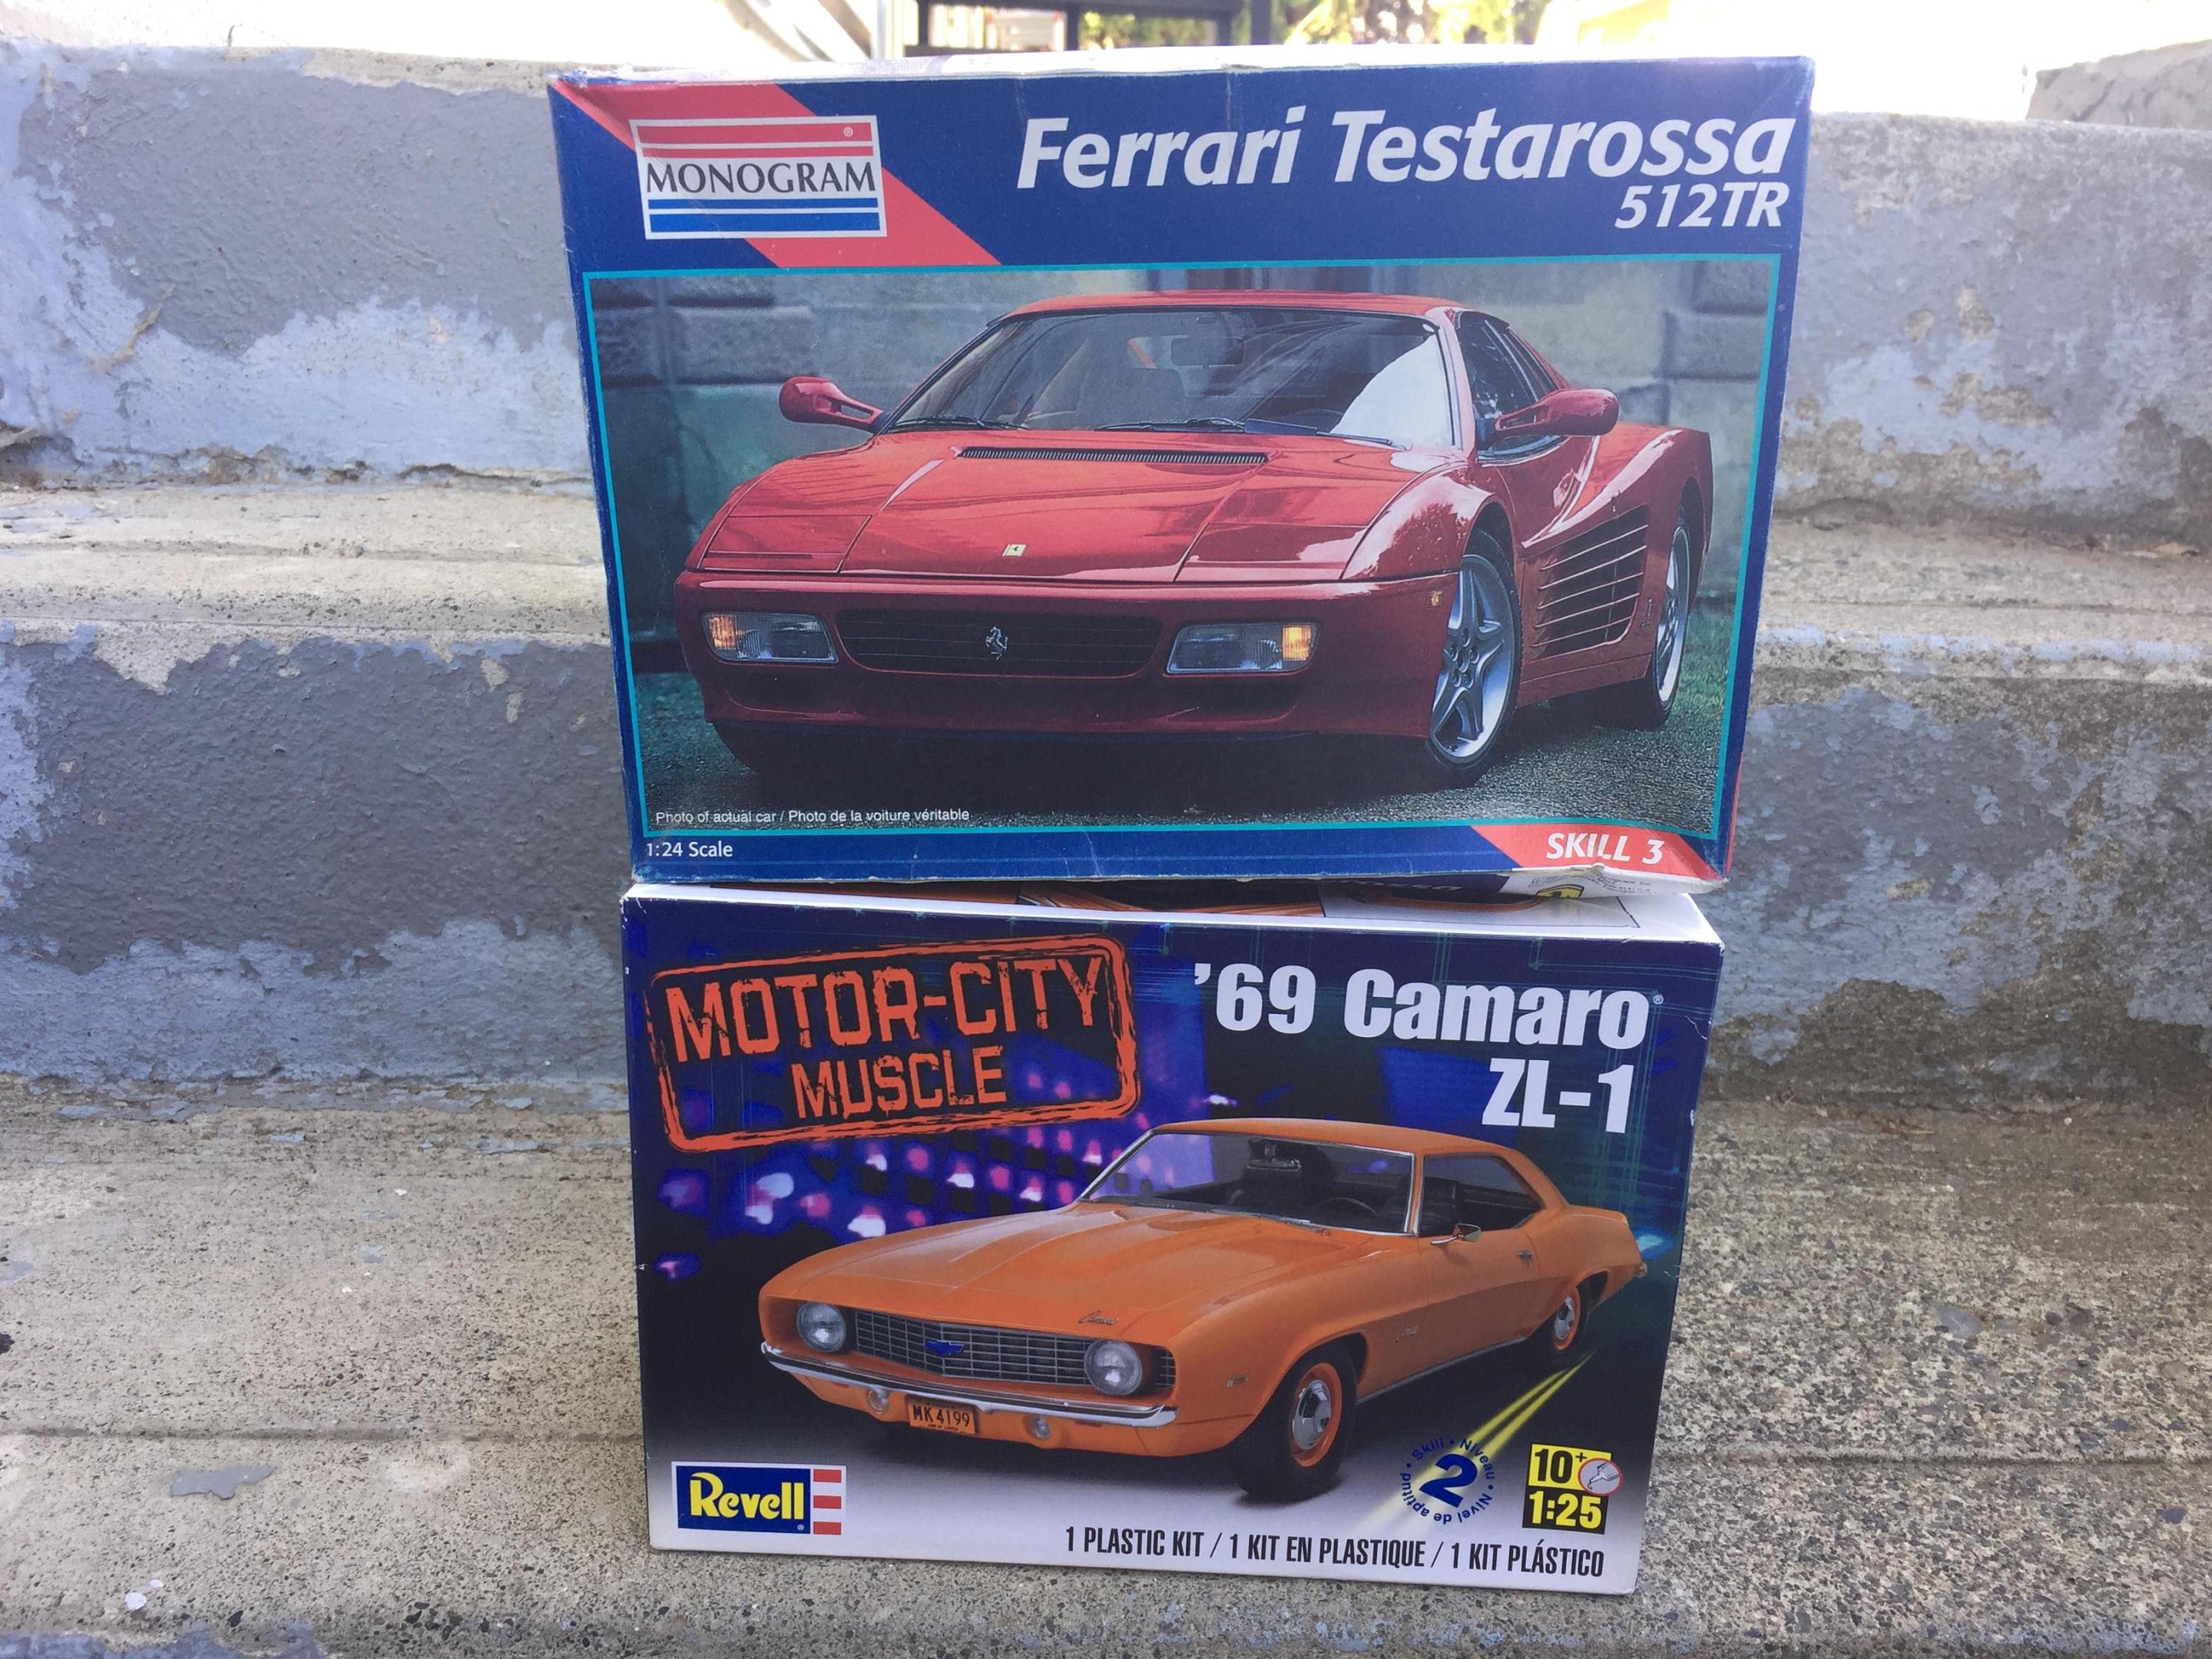 MONOGRAM®
Ferrari Testarossa
512TR
Photo of actual car / Photo de la voiture véritable
1:24 Scale
SKILL 3
MOTOR-CITY
MUSCLE
'69 Camaro®
ZL-1
Camaro
MK 4199
Revell®
Skill • Niveau • Nivel de aptitud •
2
10+
1:25
1 PLASTIC KIT / 1 KIT EN PLASTIQUE / 1 KIT PLÁSTICO